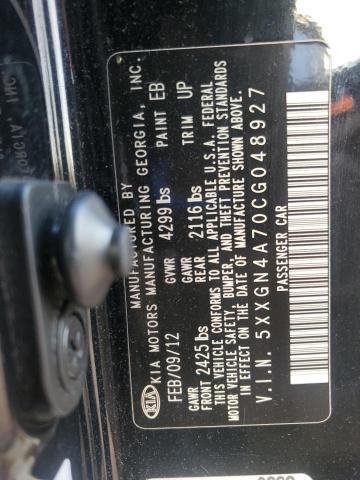 MANUFACTURED BY
KIA KIA MOTORS MANUFACTURING GEORGIA, INC.
FEB/09/12 GVWR 4299 lbs PAINT EB
GAWR FRONT 2425 lbs GAWR REAR 2116 lbs TRIM UP
THIS VEHICLE CONFORMS TO ALL APPLICABLE U.S.A. FEDERAL
MOTOR VEHICLE SAFETY, BUMPER, AND THEFT PREVENTION STANDARDS
IN EFFECT ON THE DATE OF MANUFACTURE SHOWN ABOVE.
V.I.N. 5XXGN4A70CG048927
PASSENGER CAR